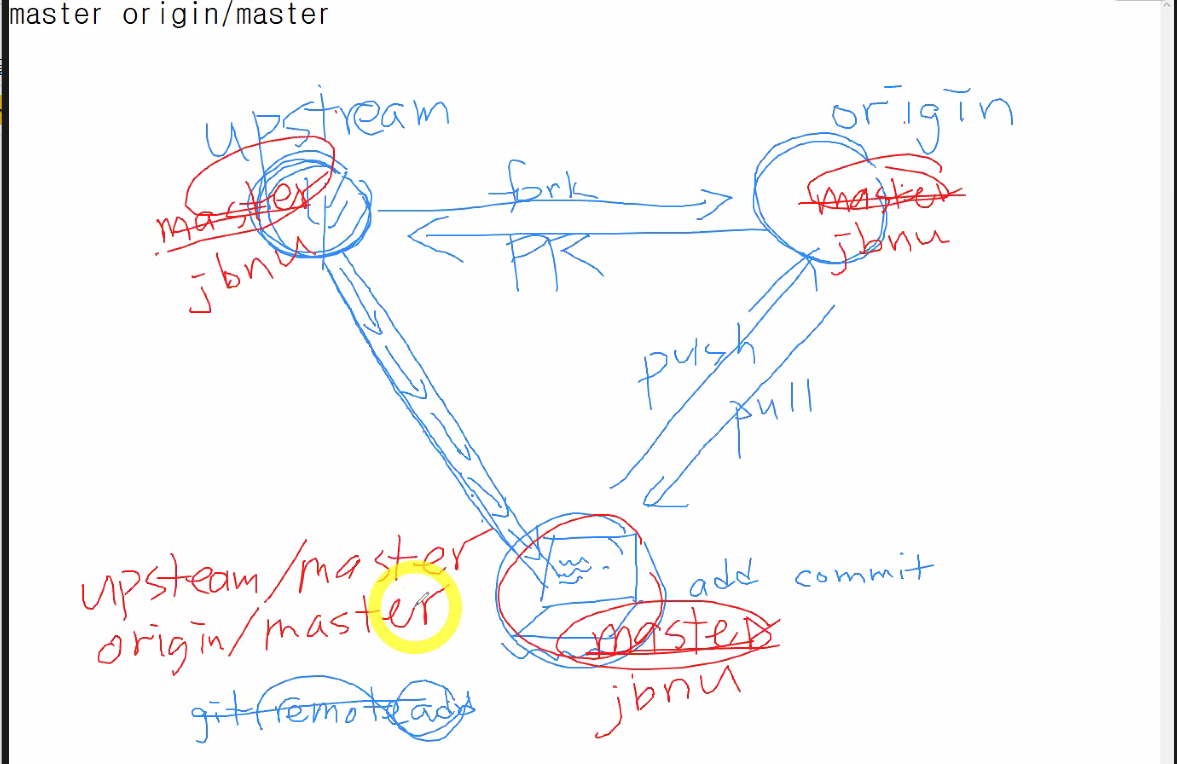 master origin/master
upstream
origin
master
jbnu
fork
PR
master
jbnu
push
pull
upsteam/master
origin/master
add commit
master
jbnu
git remote add